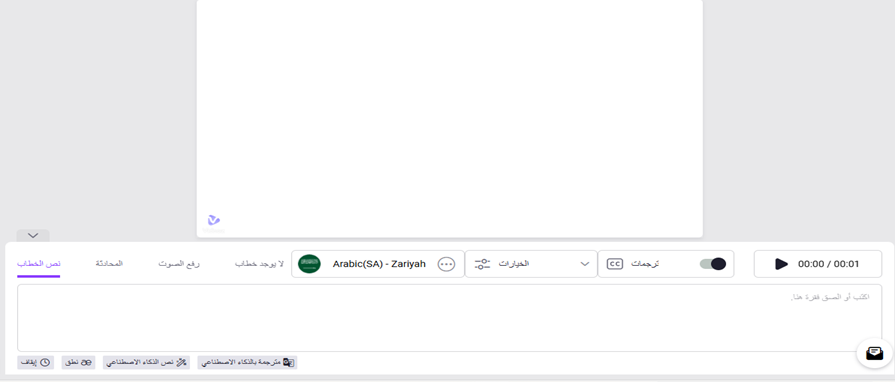 نص الخطاب
المحادثة
رفع الصوت
لا يوجد خطاب
Arabic(SA) - Zariyah
الخيارات
CC
ترجمات
00:00 / 00:01
اكتب أو الصق فقرة هنا.
إيقاف
نطق
نص الذكاء الاصطناعي
مترجمة بالذكاء الاصطناعي